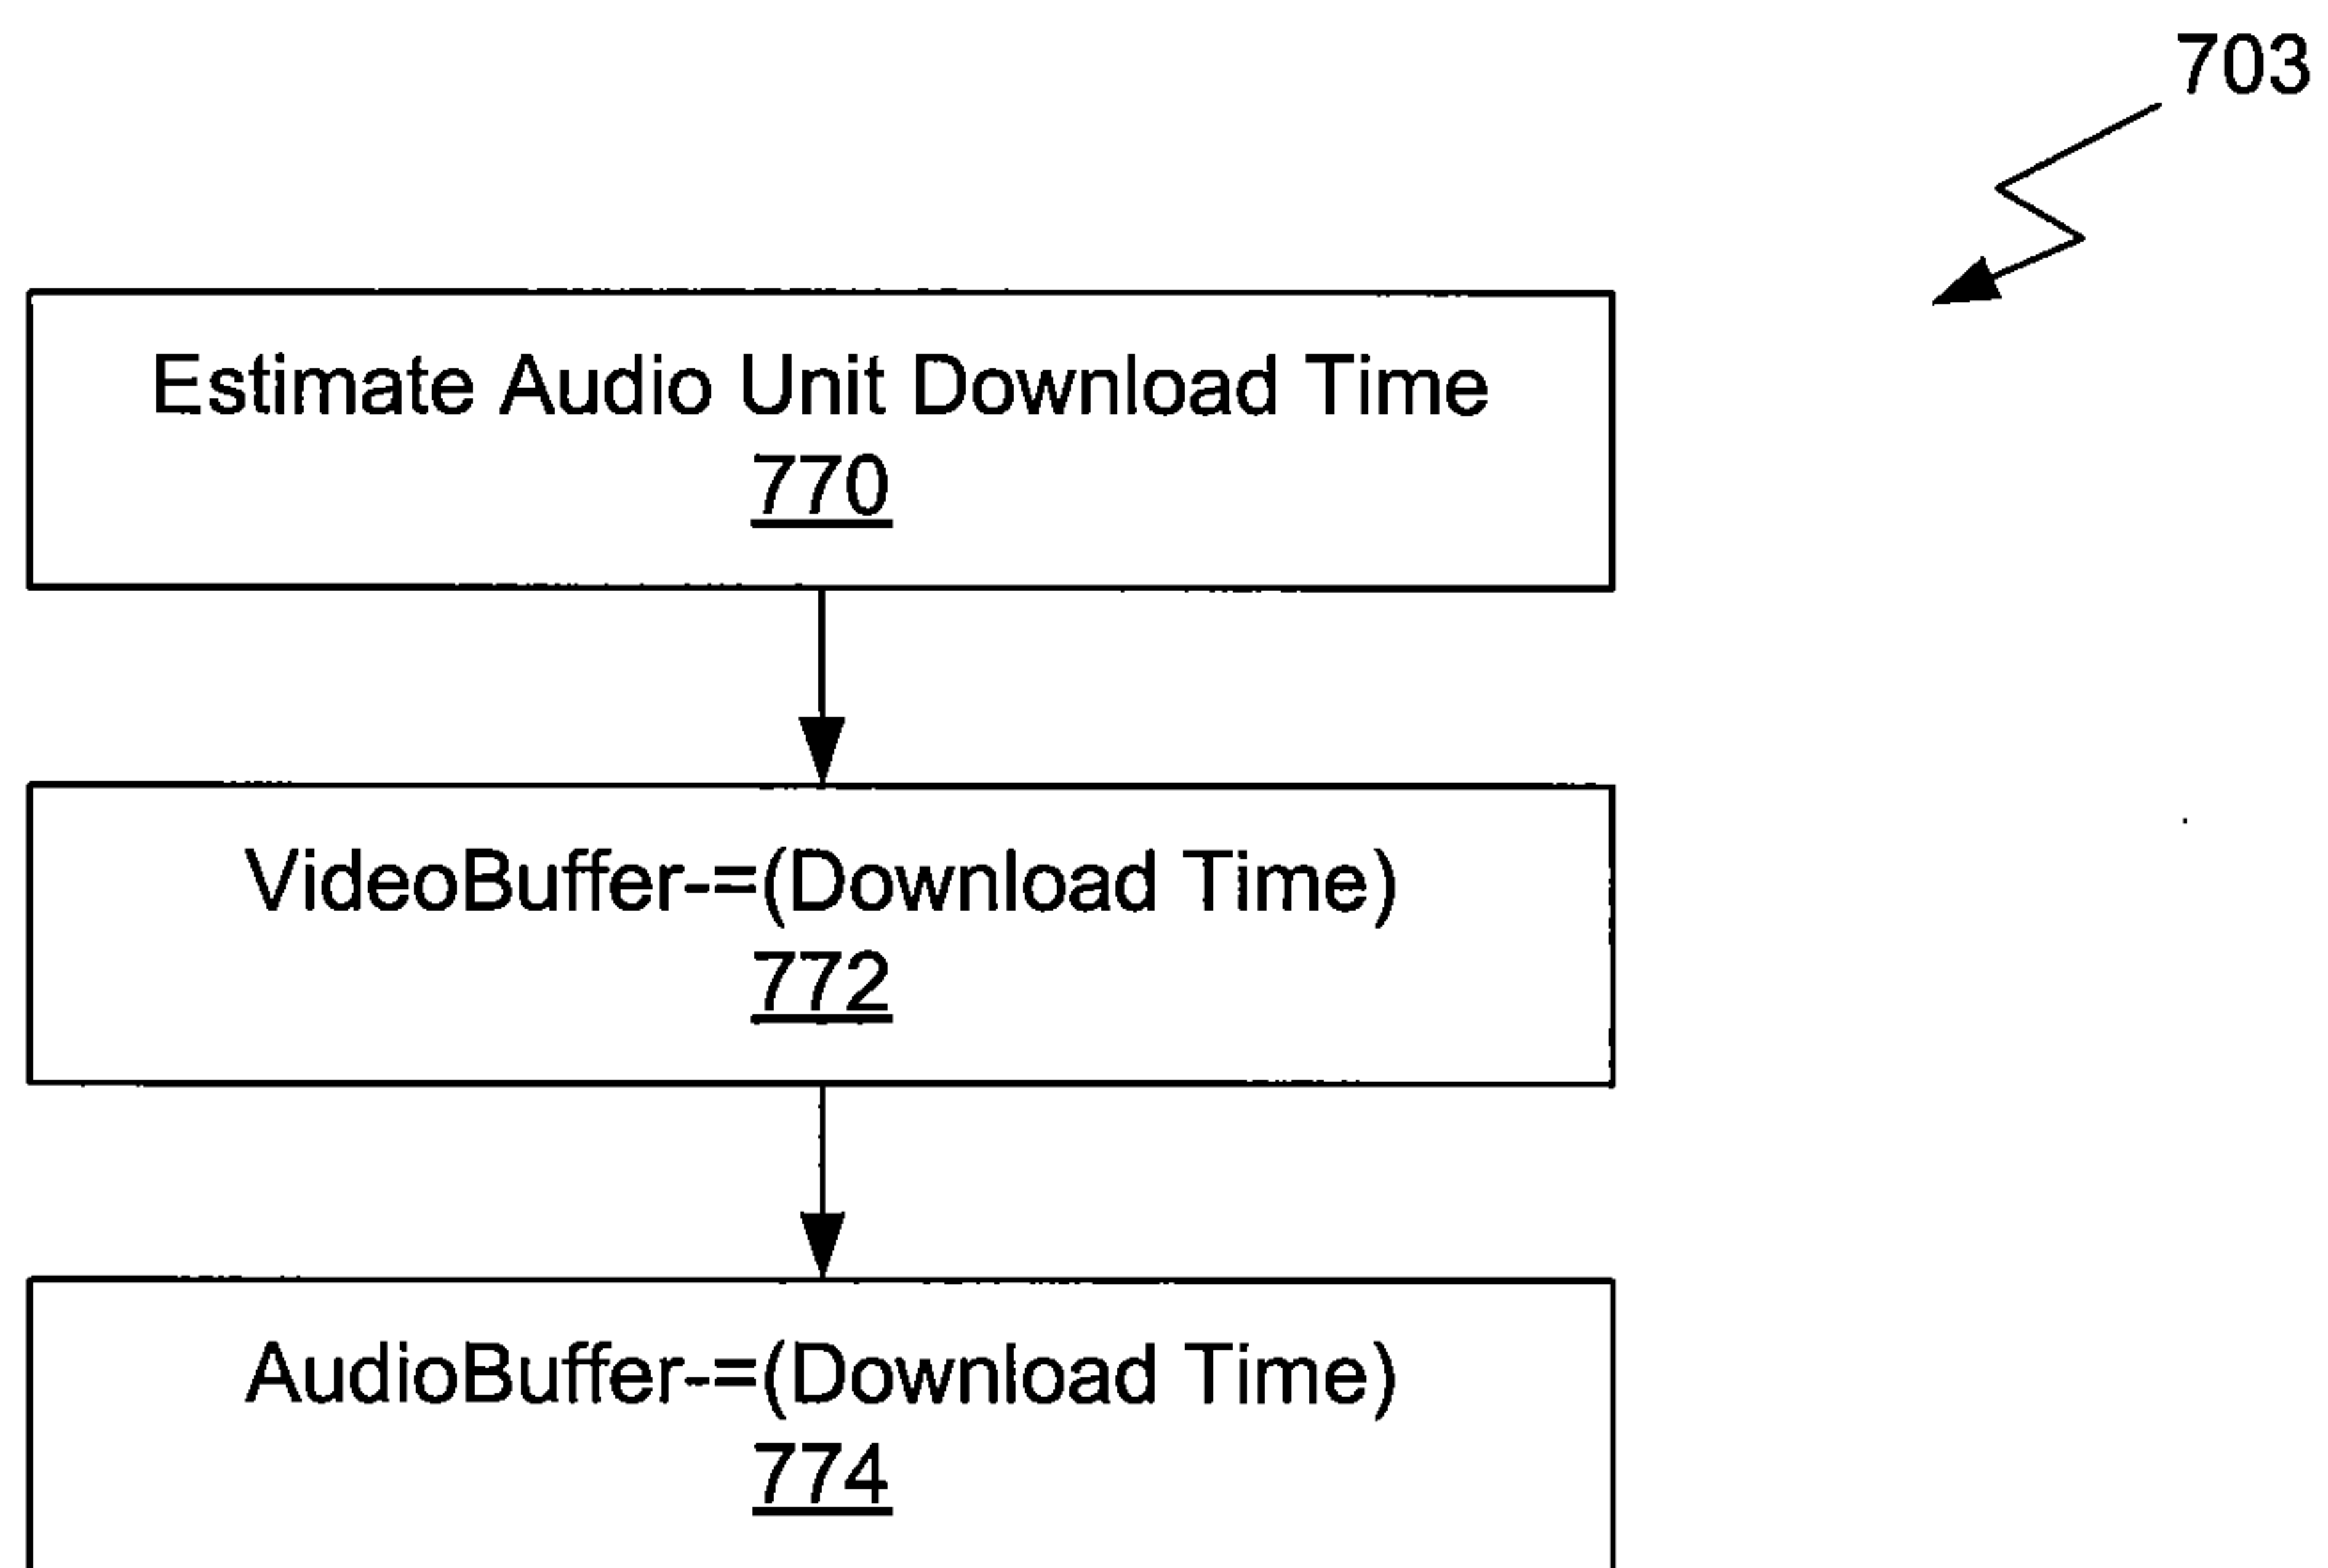 703
Estimate Audio Unit Download Time
770
VideoBuffer-=(Download Time)
772
AudioBuffer-=(Download Time)
774